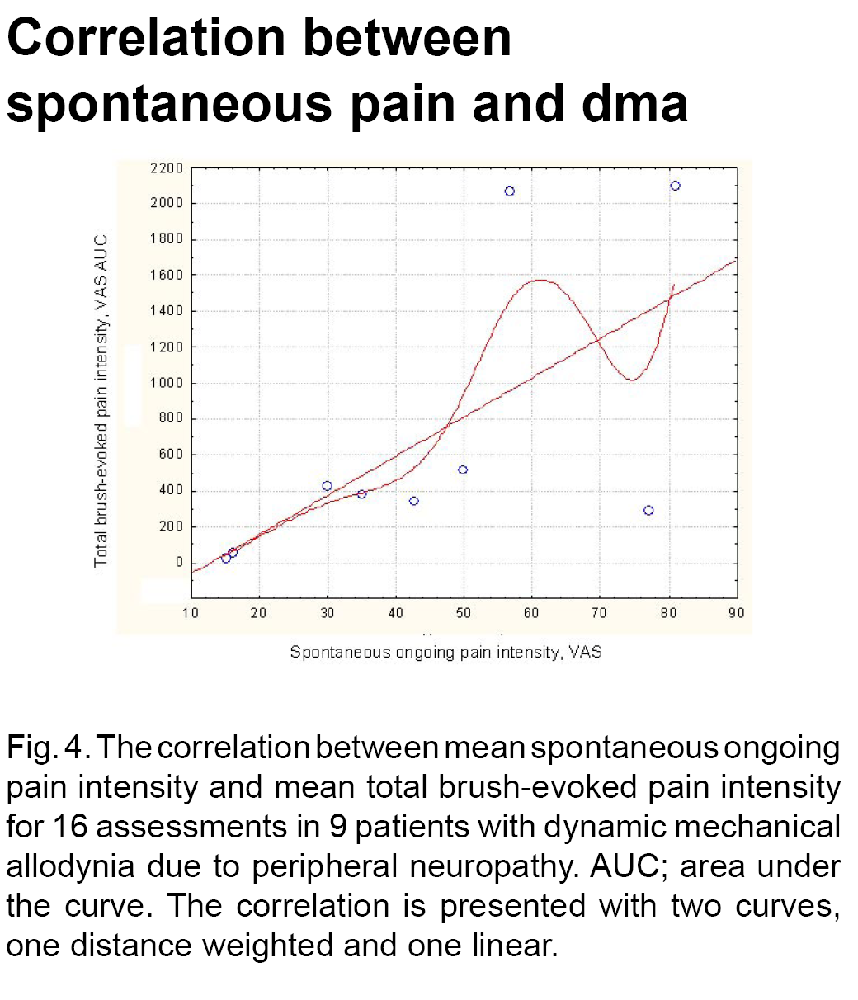 Correlation between
spontaneous pain and dma
2200
2000
1800
1600
1400
1200
1000
800
600
400
200
0
Total brush-evoked pain intensity, VAS AUC
10 20 30 40 50 60 70 80 90
Spontaneous ongoing pain intensity, VAS
Fig. 4. The correlation between mean spontaneous ongoing
pain intensity and mean total brush-evoked pain intensity
for 16 assessments in 9 patients with dynamic mechanical
allodynia due to peripheral neuropathy. AUC; area under
the curve. The correlation is presented with two curves,
one distance weighted and one linear.